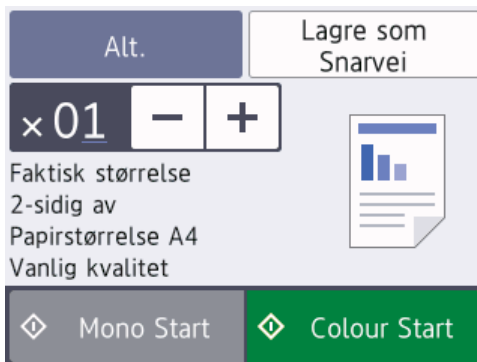 Alt.
Lagre som
Snarvei
×01 − +
Faktisk størrelse
2-sidig av
Papirstørrelse A4
Vanlig kvalitet
Mono Start
Colour Start